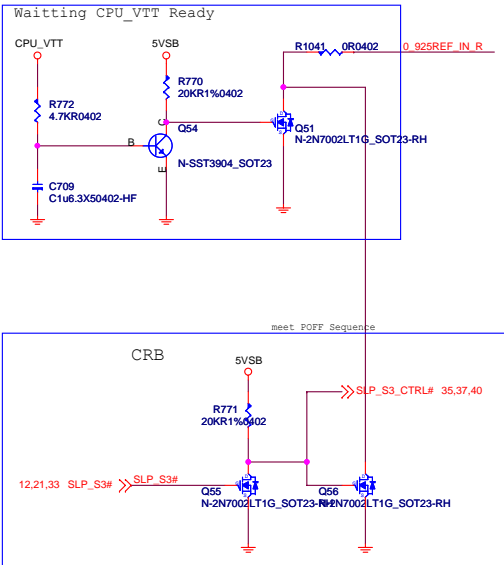 Waitting CPU_VTT Ready
CPU_VTT
5VSB
R1041
0R0402
0_925REF_IN_R
R770
20KR1%0402
R772
4.7KR0402
C
Q54
Q51
N-2N7002LT1G_SOT23-RH
B
N-SST3904_SOT23
E
C709
C1u6.3X50402-HF
meet POFF Sequence
CRB
5VSB
SLP_S3_CTRL# 35,37,40
R771
20KR1%0402
12,21,33 SLP_S3#
SLP_S3#
Q55
N-2N7002LT1G_SOT23-RH
Q56
N-2N7002LT1G_SOT23-RH